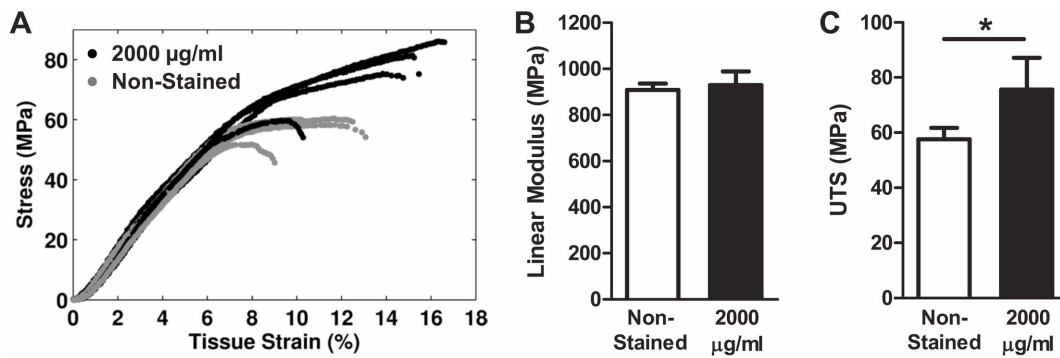 A
2000 µg/ml
Non-Stained
Stress (MPa)
80
60
40
20
0
0 2 4 6 8 10 12 14 16 18
Tissue Strain (%)
B
Linear Modulus (MPa)
1200
1000
800
600
400
200
0
Non-
Stained
2000
µg/ml
C
UTS (MPa)
100
80
60
40
20
0
*
Non-
Stained
2000
µg/ml